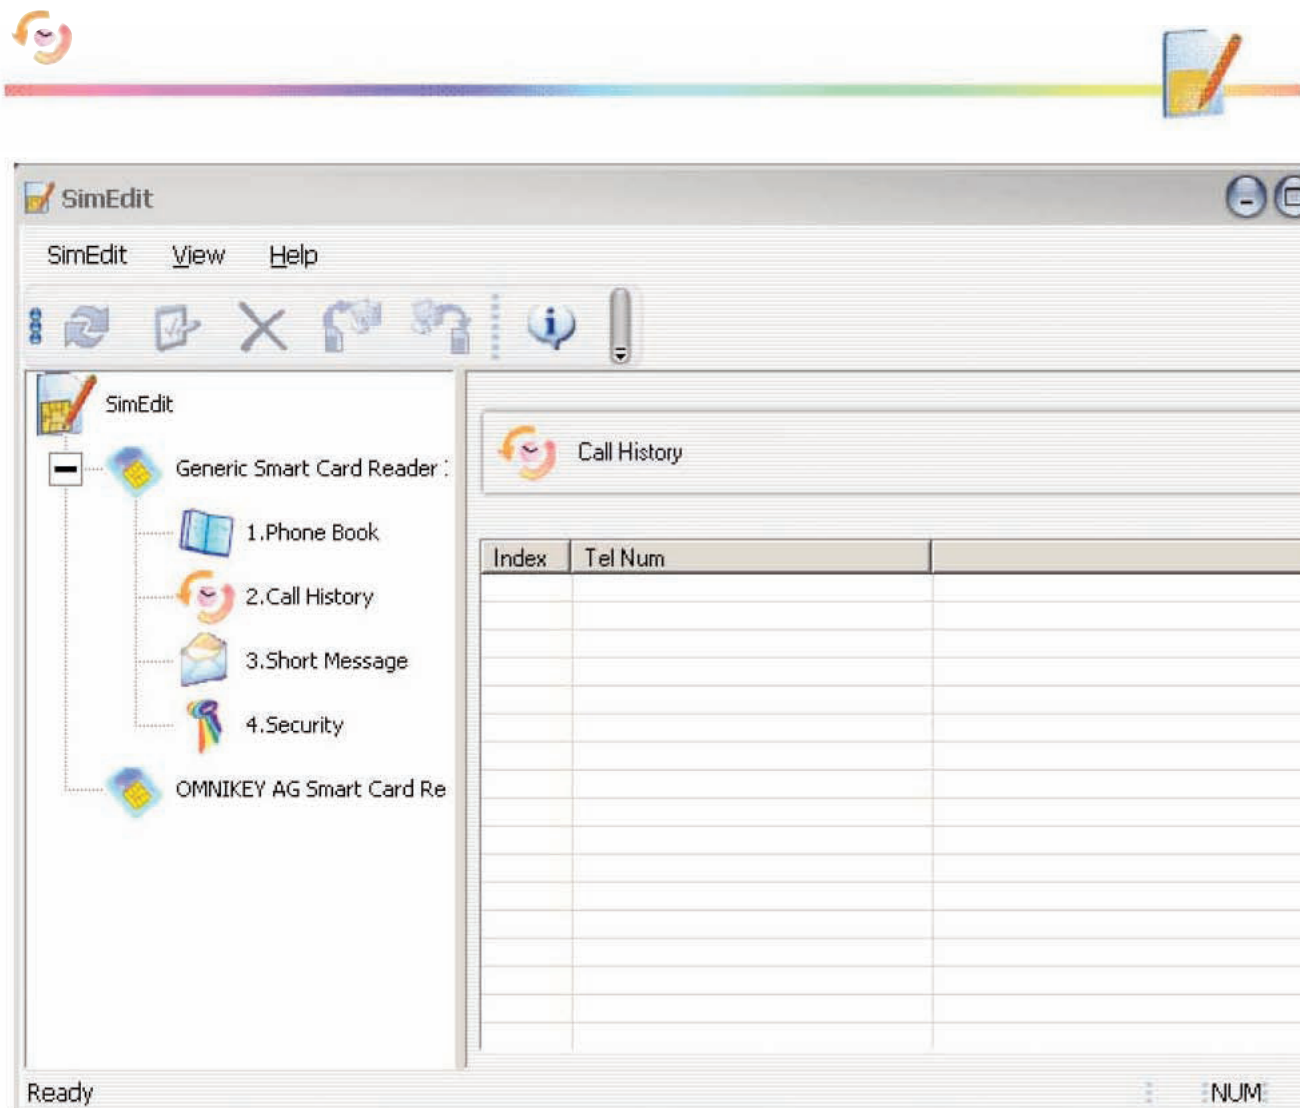 SimEdit
SimEdit View Help
SimEdit
Generic Smart Card Reader
1.Phone Book
2.Call History
3.Short Message
4.Security
OMNIKEY AG Smart Card Re
Call History
Index Tel Num
Ready NUM